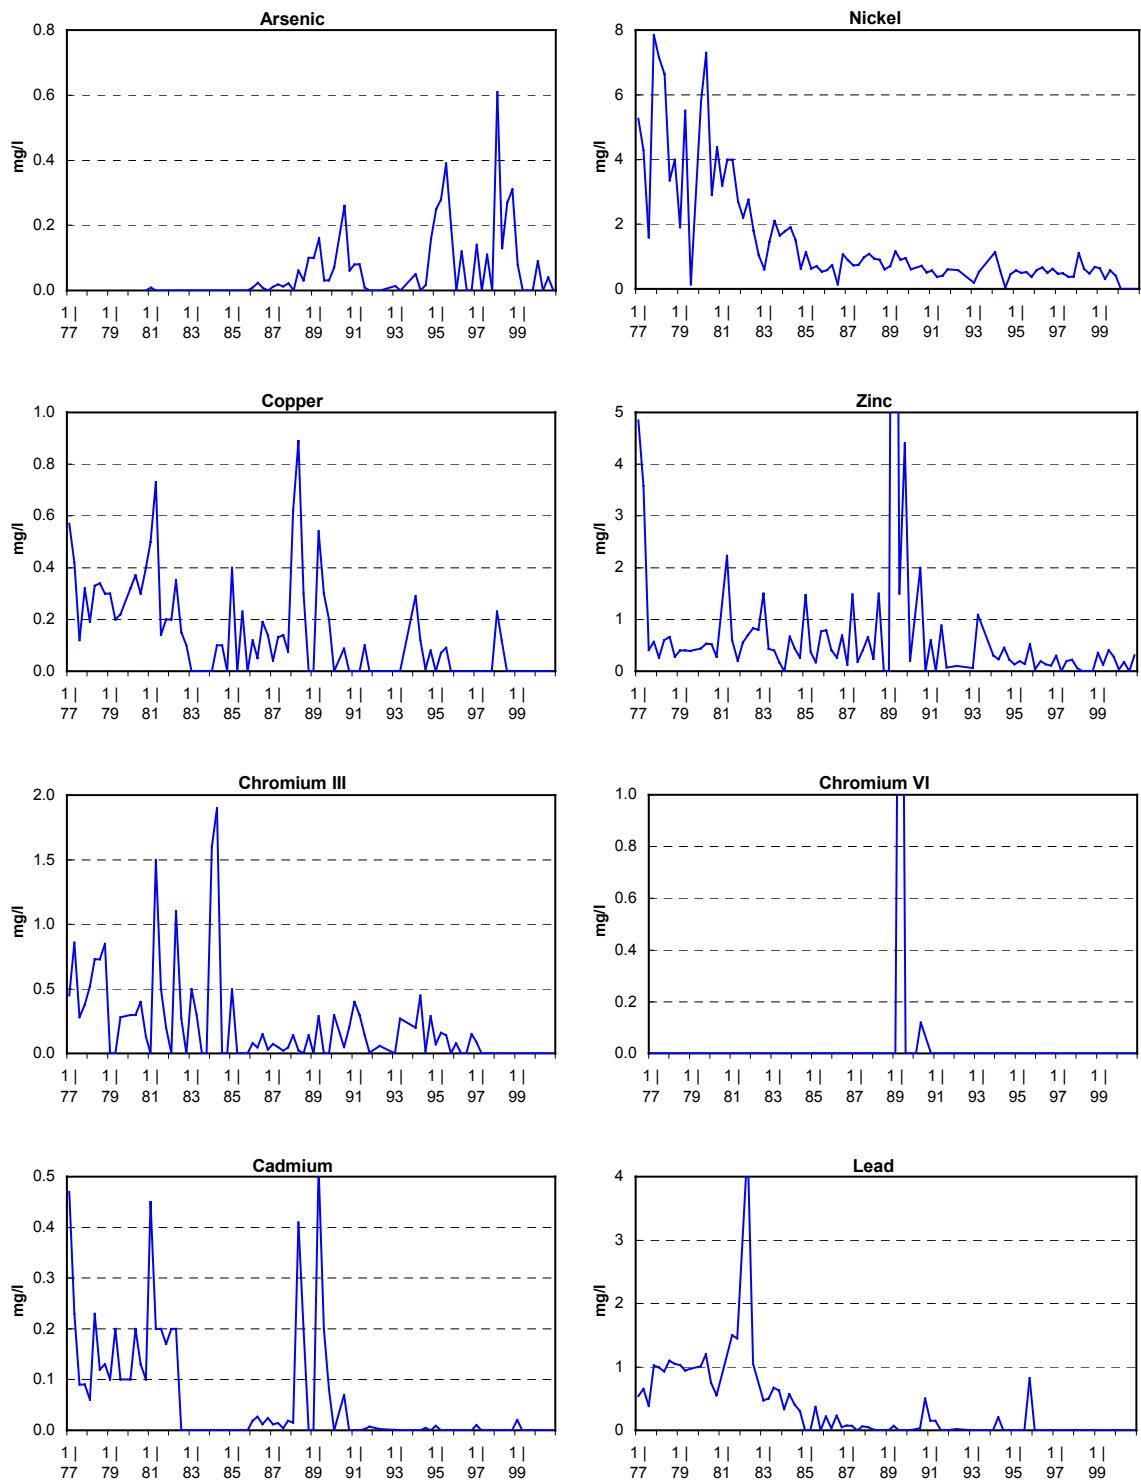 Arsenic
0.8
0.6
0.4
0.2
0.0
mg/l
1 | 1 | 1 | 1 | 1 | 1 | 1 | 1 | 1 | 1 | 1 | 1 |
77 79 81 83 85 87 89 91 93 95 97 99
Nickel
8
6
4
2
0
mg/l
1 | 1 | 1 | 1 | 1 | 1 | 1 | 1 | 1 | 1 | 1 | 1 |
77 79 81 83 85 87 89 91 93 95 97 99
Copper
1.0
0.8
0.6
0.4
0.2
0.0
mg/l
1 | 1 | 1 | 1 | 1 | 1 | 1 | 1 | 1 | 1 | 1 | 1 |
77 79 81 83 85 87 89 91 93 95 97 99
Zinc
5
4
3
2
1
0
mg/l
1 | 1 | 1 | 1 | 1 | 1 | 1 | 1 | 1 | 1 | 1 | 1 |
77 79 81 83 85 87 89 91 93 95 97 99
Chromium III
2.0
1.5
1.0
0.5
0.0
mg/l
1 | 1 | 1 | 1 | 1 | 1 | 1 | 1 | 1 | 1 | 1 | 1 |
77 79 81 83 85 87 89 91 93 95 97 99
Chromium VI
1.0
0.8
0.6
0.4
0.2
0.0
mg/l
1 | 1 | 1 | 1 | 1 | 1 | 1 | 1 | 1 | 1 | 1 | 1 |
77 79 81 83 85 87 89 91 93 95 97 99
Cadmium
0.5
0.4
0.3
0.2
0.1
0.0
mg/l
1 | 1 | 1 | 1 | 1 | 1 | 1 | 1 | 1 | 1 | 1 | 1 |
77 79 81 83 85 87 89 91 93 95 97 99
Lead
4
3
2
1
0
mg/l
1 | 1 | 1 | 1 | 1 | 1 | 1 | 1 | 1 | 1 | 1 | 1 |
77 79 81 83 85 87 89 91 93 95 97 99